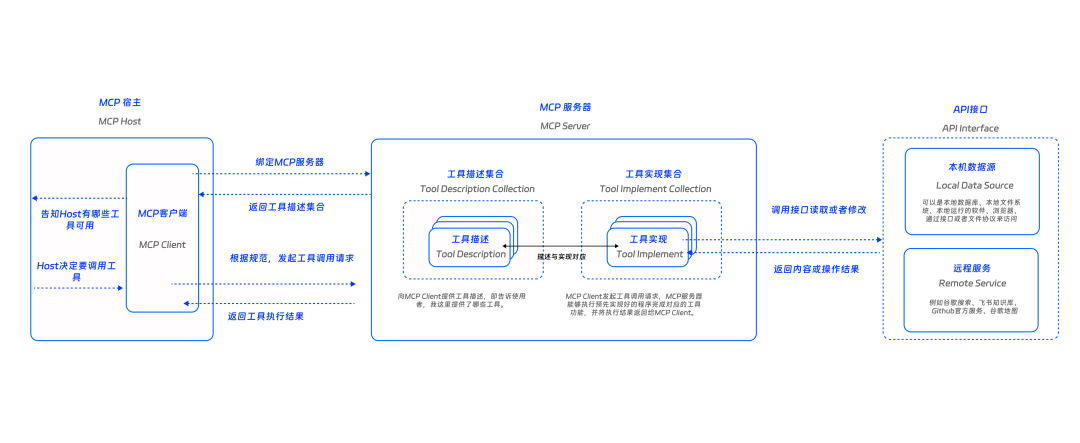 MCP 宿主
MCP Host
告知Host有哪些工
具可用
Host决定要调用工
具
MCP客户端
MCP Client
绑定MCP服务器
返回工具描述集合
根据规范，发起工具调用请求
返回工具执行结果
MCP 服务器
MCP Server
工具描述集合
Tool Description Collection
工具描述
Tool Description
向MCP Client提供工具描述，即告诉使用
者，我这里提供了哪些工具。
描述与实现对应
工具实现集合
Tool Implement Collection
工具实现
Tool Implement
MCP Client发起工具调用请求，MCP服务器
能够执行预先实现好的程序完成对应的工具
功能，并将执行结果返回给MCP Client。
调用接口读取或者修改
返回内容或操作结果
API接口
API Interface
本机数据源
Local Data Source
可以是本地数据库、本地文件系
统，本地运行的软件、浏览器，
通过接口或者文件协议来访问
远程服务
Remote Service
例如谷歌搜索、飞书知识库，
Github官方服务、谷歌地图